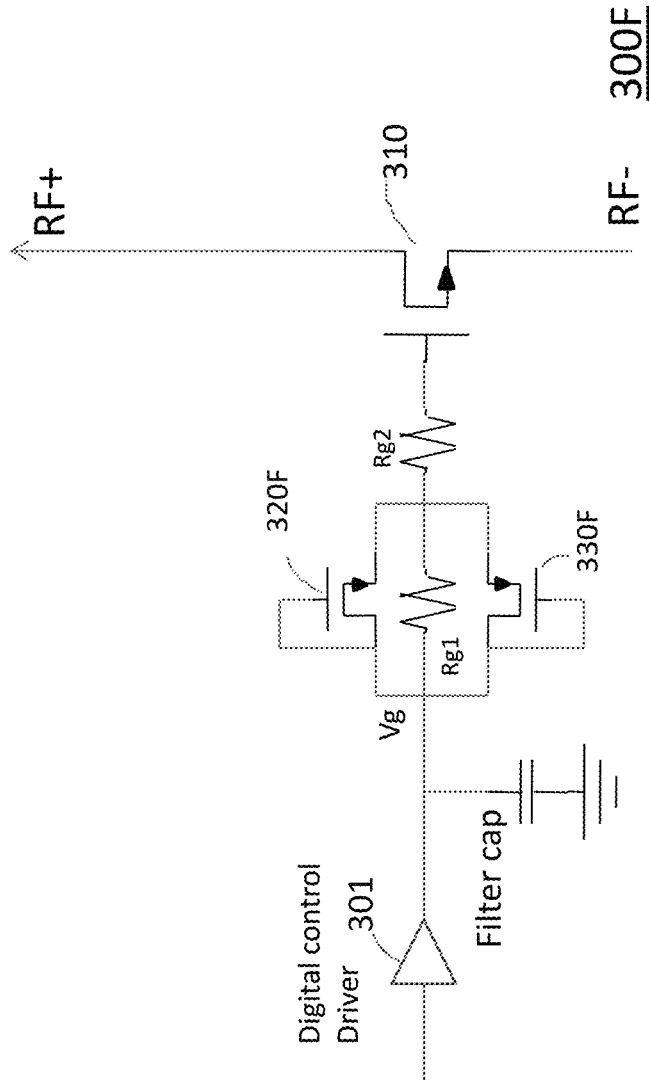 RF+
310
RF-
300F
Rg2
320F
330F
Rg1
Vg
Filter cap
Digital control
Driver
301